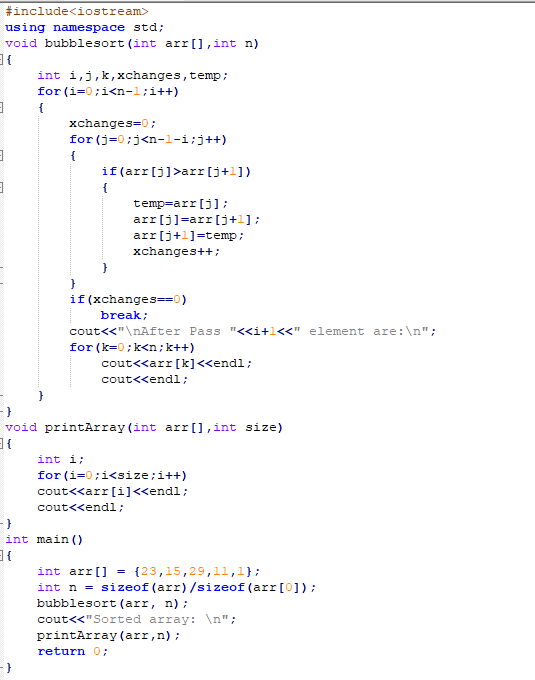 #include<iostream>
using namespace std;
void bubblesort(int arr[],int n)
{
    int i,j,k,xchanges,temp;
    for(i=0;i<n-1;i++)
    {
        xchanges=0;
        for(j=0;j<n-1-i;j++)
        {
            if(arr[j]>arr[j+1])
            {
                temp=arr[j];
                arr[j]=arr[j+1];
                arr[j+1]=temp;
                xchanges++;
            }
        }
        if(xchanges==0)
            break;
        cout<<"\nAfter Pass "<<i+1<<" element are:\n";
        for(k=0;k<n;k++)
            cout<<arr[k]<<endl;
            cout<<endl;
    }
}
void printArray(int arr[],int size)
{
    int i;
    for(i=0;i<size;i++)
    cout<<arr[i]<<endl;
    cout<<endl;
}
int main()
{
    int arr[] = {23,15,29,11,1};
    int n = sizeof(arr)/sizeof(arr[0]);
    bubblesort(arr, n);
    cout<<"Sorted array: \n";
    printArray(arr,n);
    return 0;
}